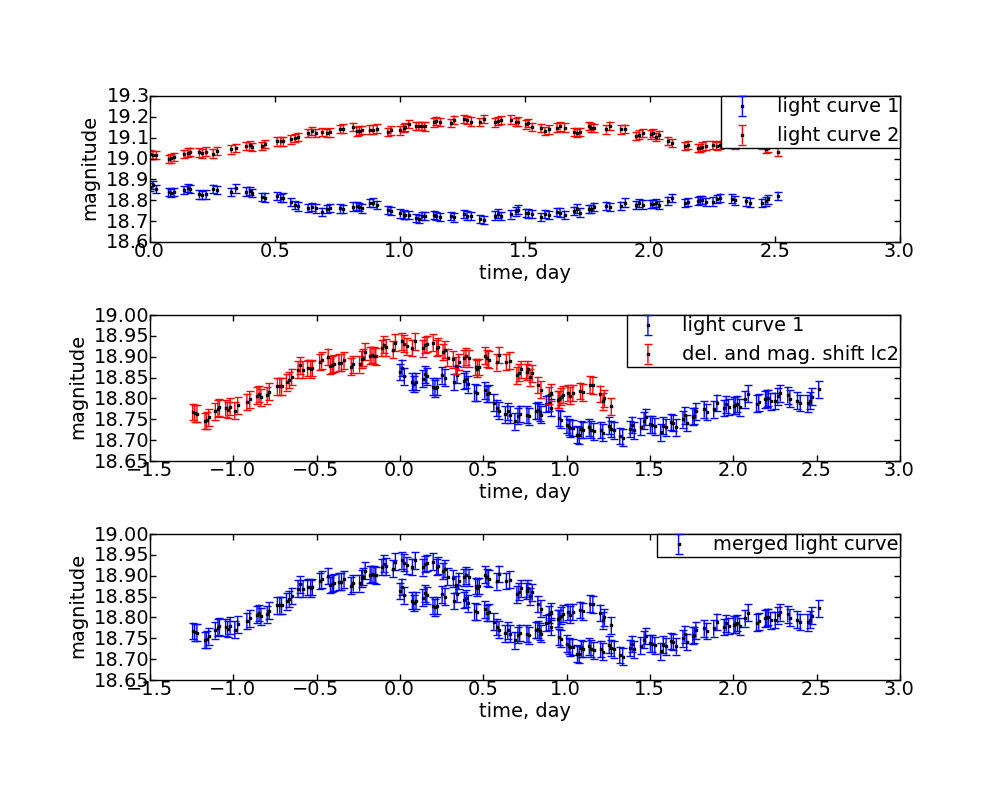 19.3
19.2
19.1
19.0
18.9
18.8
18.7
18.6
magnitude
light curve 1
light curve 2
0.0 0.5 1.0 1.5 2.0 2.5 3.0
time, day
19.00
18.95
18.90
18.85
18.80
18.75
18.70
18.65
magnitude
light curve 1
del. and mag. shift lc2
−1.5 −1.0 −0.5 0.0 0.5 1.0 1.5 2.0 2.5 3.0
time, day
19.00
18.95
18.90
18.85
18.80
18.75
18.70
18.65
magnitude
merged light curve
−1.5 −1.0 −0.5 0.0 0.5 1.0 1.5 2.0 2.5 3.0
time, day